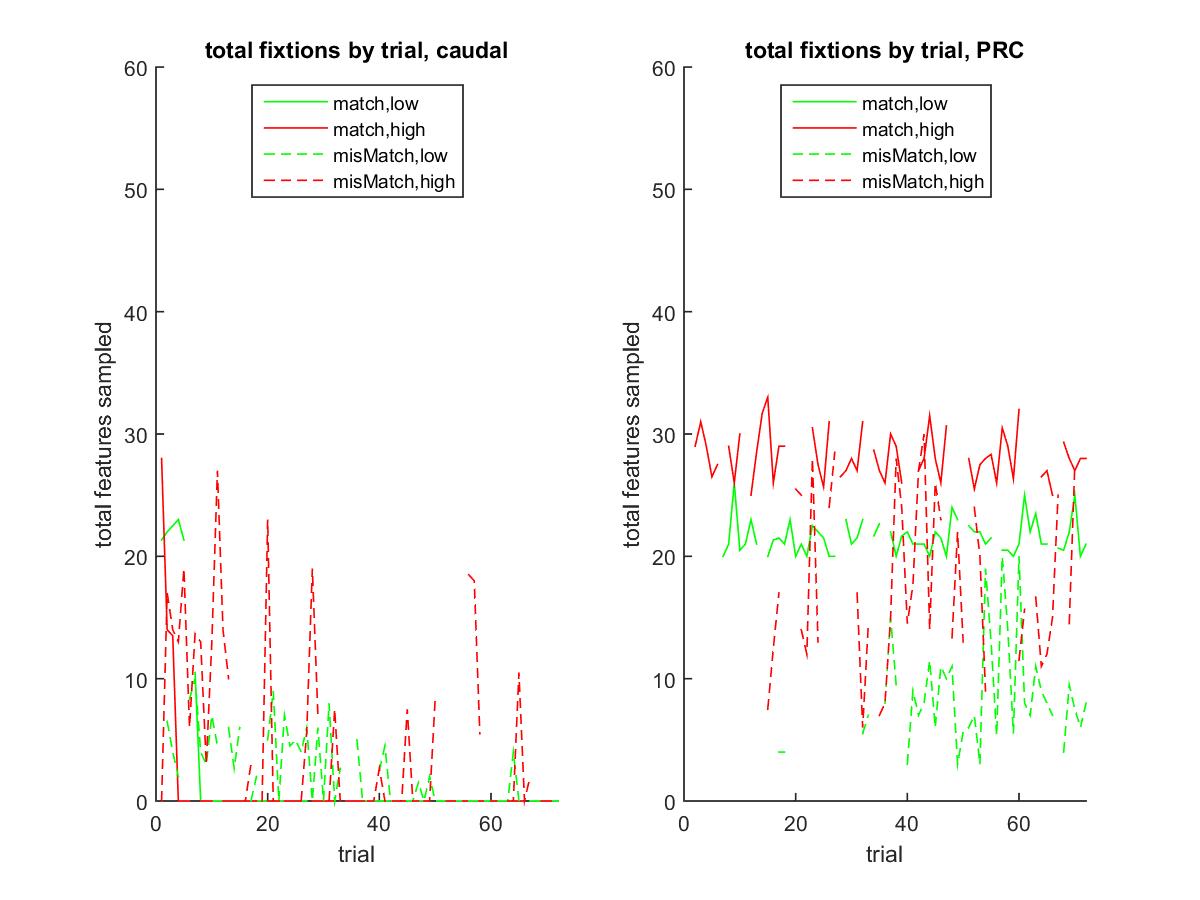 total fixtions by trial, caudal
60
50
40
30
20
10
0
total features sampled
match,low
match,high
misMatch,low
misMatch,high
0 20 40 60
trial
total fixtions by trial, PRC
60
50
40
30
20
10
0
total features sampled
match,low
match,high
misMatch,low
misMatch,high
0 20 40 60
trial